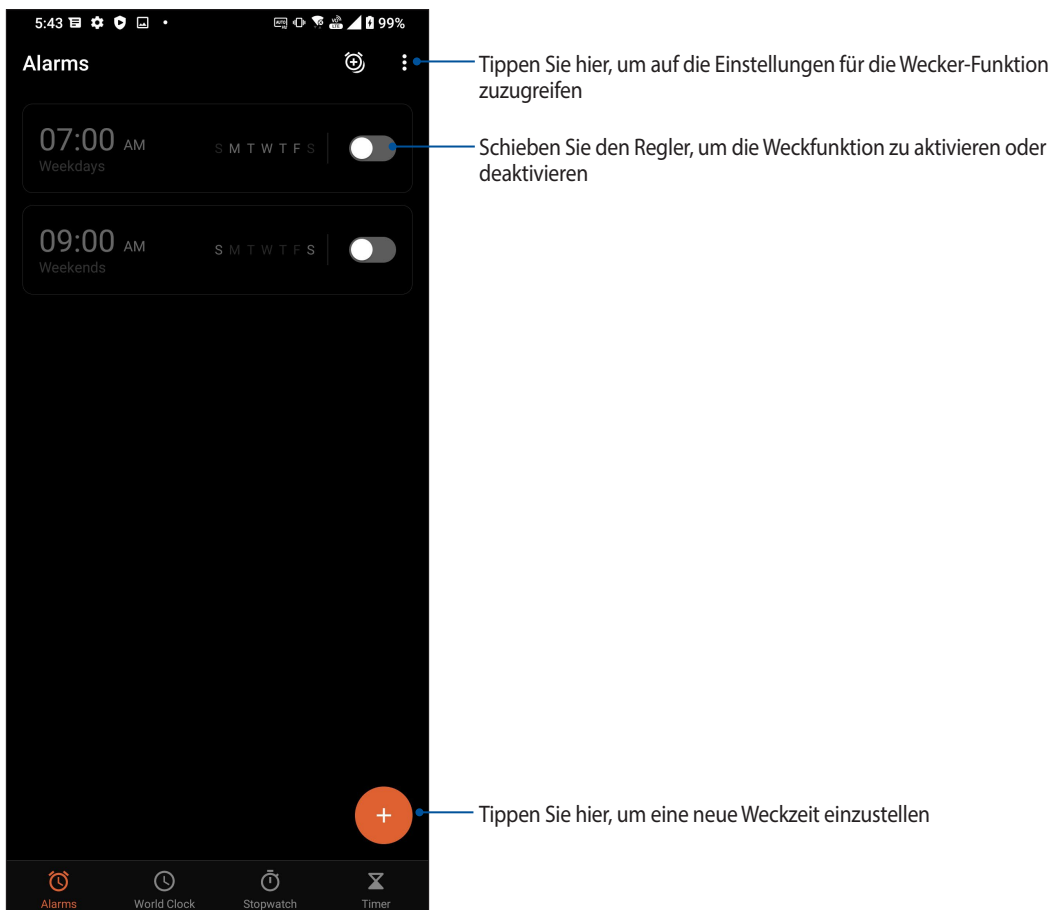 5:43 99%
Alarms
Tippen Sie hier, um auf die Einstellungen für die Wecker-Funktion
zuzugreifen
07:00 AM S M T W T F S
Weekdays
Schieben Sie den Regler, um die Weckfunktion zu aktivieren oder
deaktivieren
09:00 AM S M T W T F S
Weekends
+
Tippen Sie hier, um eine neue Weckzeit einzustellen
Alarms World Clock Stopwatch Timer